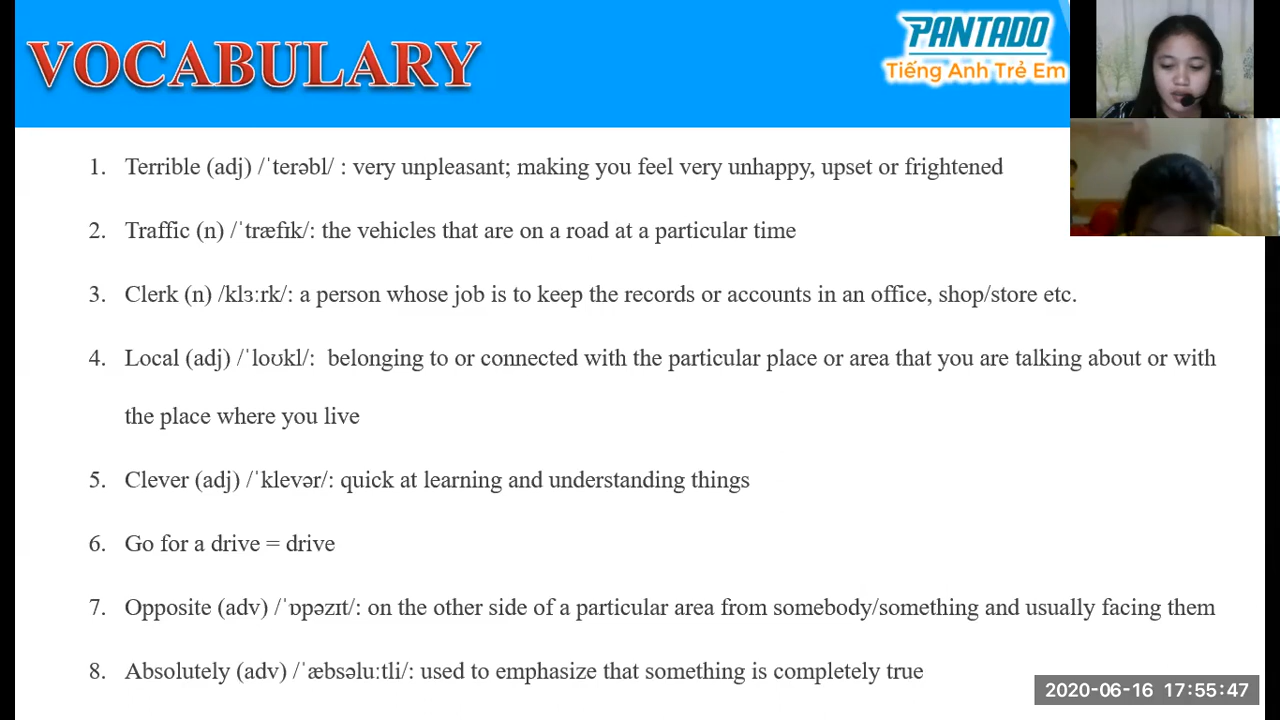 VOCABULARY
PANTADO
Tiếng Anh Trẻ Em
1. Terrible (adj) /ˈterəbl/ : very unpleasant; making you feel very unhappy, upset or frightened
2. Traffic (n) /ˈtræfɪk/: the vehicles that are on a road at a particular time
3. Clerk (n) /klɜːrk/: a person whose job is to keep the records or accounts in an office, shop/store etc.
4. Local (adj) /ˈloʊkl/: belonging to or connected with the particular place or area that you are talking about or with
the place where you live
5. Clever (adj) /ˈklevər/: quick at learning and understanding things
6. Go for a drive = drive
7. Opposite (adv) /ˈɒpəzɪt/: on the other side of a particular area from somebody/something and usually facing them
8. Absolutely (adv) /ˈæbsəluːtli/: used to emphasize that something is completely true
2020-06-16 17:55:47